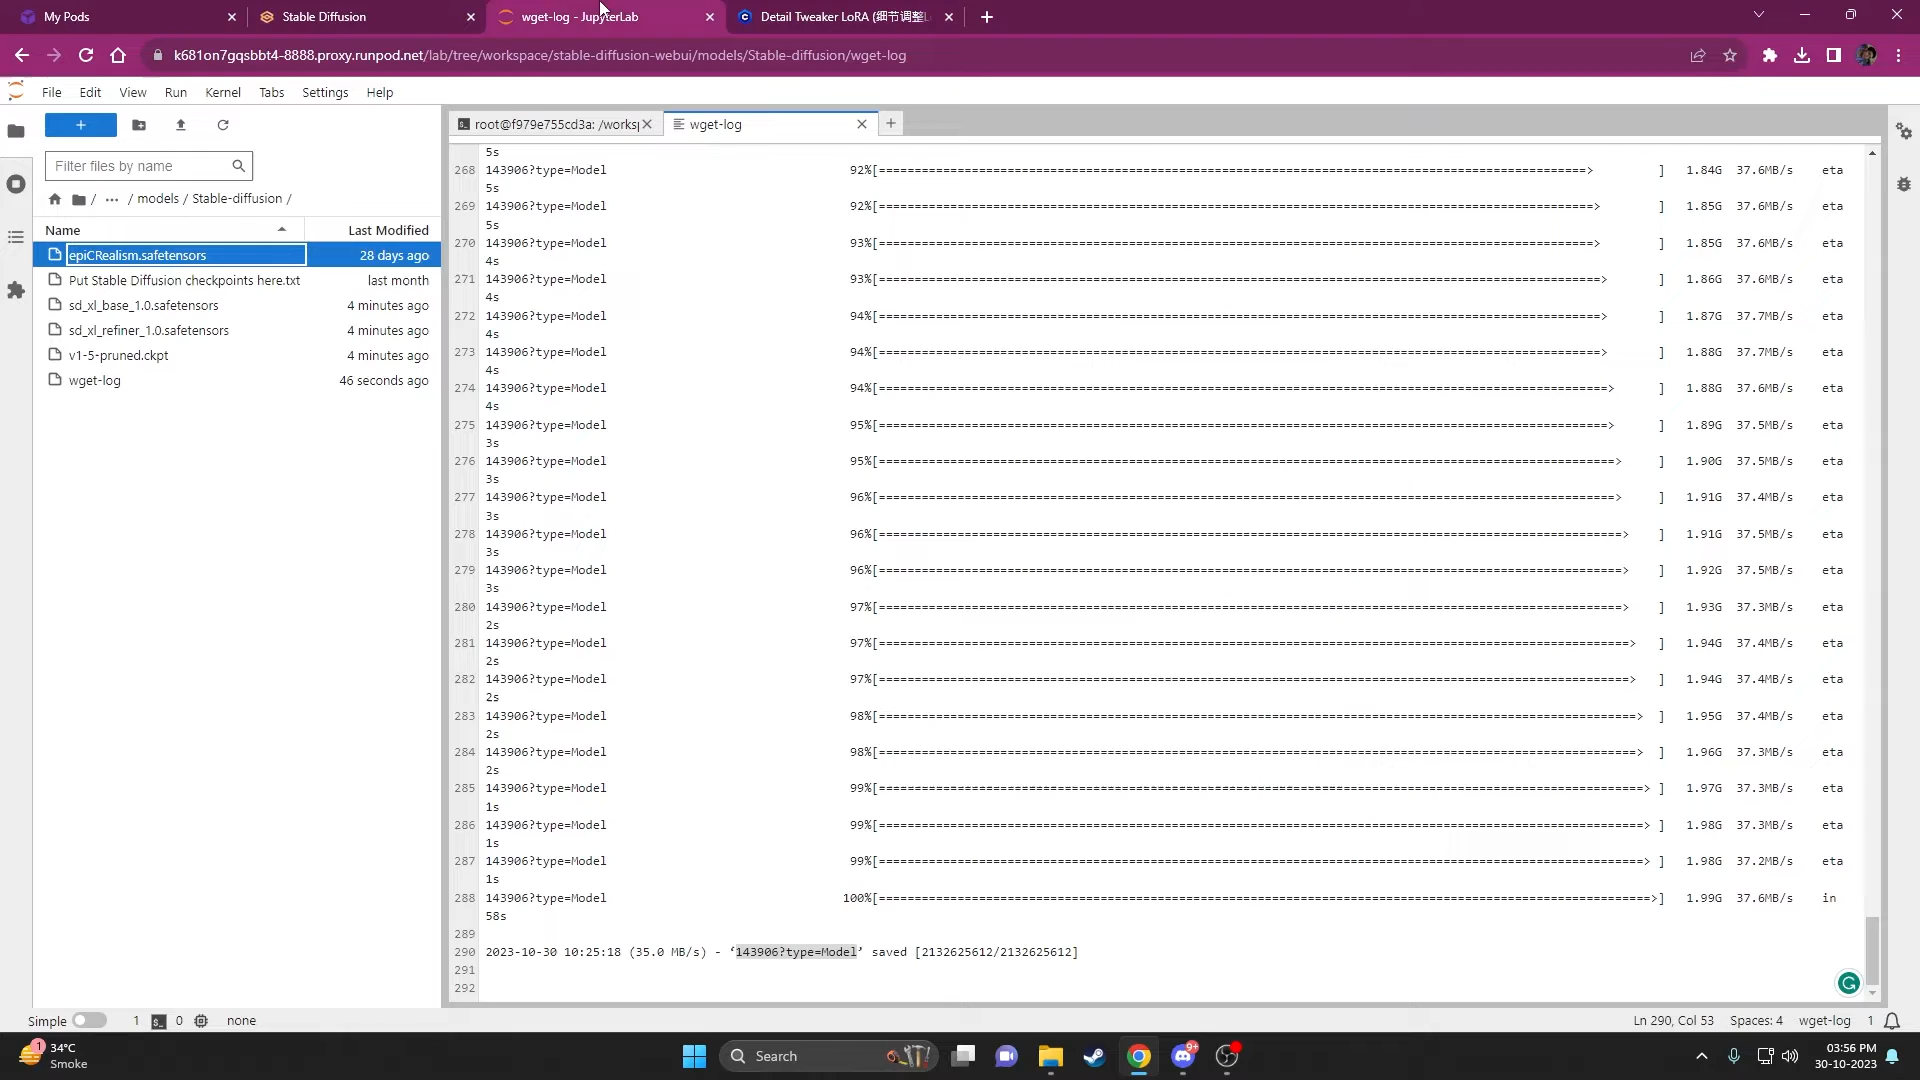 My Pods
Stable Diffusion
wget-log - JupyterLab
Detail Tweaker LoRA (细节调整L
k681on7gqsbbt4-8888.proxy.runpod.net/lab/tree/workspace/stable-diffusion-webui/models/Stable-diffusion/wget-log
File Edit View Run Kernel Tabs Settings Help
+
root@f979e755cd3a: /worksp
wget-log
Filter files by name
/ ... / models / Stable-diffusion /
Name Last Modified
epiCRealism.safetensors 28 days ago
Put Stable Diffusion checkpoints here.txt last month
sd_xl_base_1.0.safetensors 4 minutes ago
sd_xl_refiner_1.0.safetensors 4 minutes ago
v1-5-pruned.ckpt 4 minutes ago
wget-log 46 seconds ago
5s
268 143906?type=Model 92%[=====> ] 1.84G 37.6MB/s eta
5s
269 143906?type=Model 92%[=====> ] 1.85G 37.6MB/s eta
5s
270 143906?type=Model 93%[=====> ] 1.85G 37.6MB/s eta
4s
271 143906?type=Model 93%[=====> ] 1.86G 37.6MB/s eta
4s
272 143906?type=Model 94%[=====> ] 1.87G 37.7MB/s eta
4s
273 143906?type=Model 94%[=====> ] 1.88G 37.7MB/s eta
4s
274 143906?type=Model 94%[=====> ] 1.88G 37.6MB/s eta
4s
275 143906?type=Model 95%[=====> ] 1.89G 37.5MB/s eta
3s
276 143906?type=Model 95%[=====> ] 1.90G 37.5MB/s eta
3s
277 143906?type=Model 96%[=====> ] 1.91G 37.4MB/s eta
3s
278 143906?type=Model 96%[=====> ] 1.91G 37.5MB/s eta
3s
279 143906?type=Model 96%[=====> ] 1.92G 37.5MB/s eta
3s
280 143906?type=Model 97%[=====> ] 1.93G 37.3MB/s eta
2s
281 143906?type=Model 97%[=====> ] 1.94G 37.4MB/s eta
2s
282 143906?type=Model 97%[=====> ] 1.94G 37.4MB/s eta
2s
283 143906?type=Model 98%[=====> ] 1.95G 37.4MB/s eta
2s
284 143906?type=Model 98%[=====> ] 1.96G 37.3MB/s eta
2s
285 143906?type=Model 99%[=====> ] 1.97G 37.3MB/s eta
1s
286 143906?type=Model 99%[=====> ] 1.98G 37.3MB/s eta
1s
287 143906?type=Model 99%[=====> ] 1.98G 37.2MB/s eta
1s
288 143906?type=Model 100%[=====>] 1.99G 37.6MB/s in
58s
289
290 2023-10-30 10:25:18 (35.0 MB/s) - ‘143906?type=Model’ saved [2132625612/2132625612]
291
292
Simple 1 $_ 0 none
Ln 290, Col 53 Spaces: 4 wget-log 1
1
34°C
Smoke
Search
9+
03:56 PM
30-10-2023